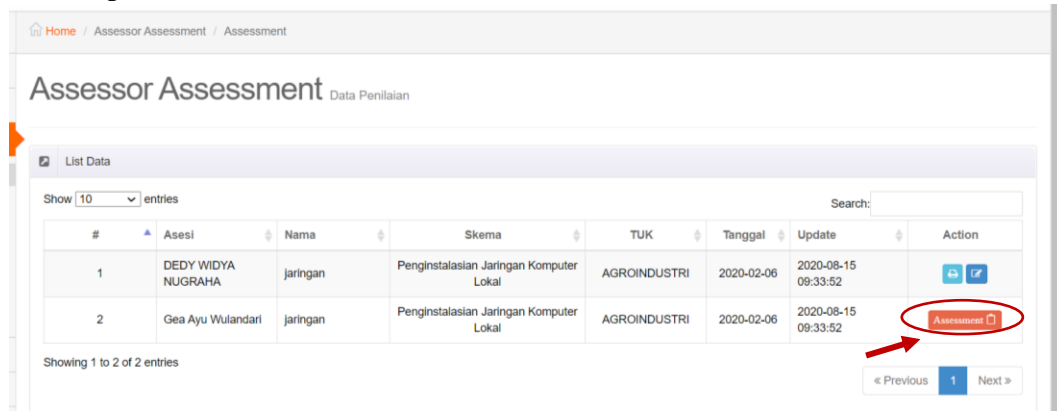 Home / Assessor Assessment / Assessment
Assessor Assessment Data Penilaian
List Data
Show 10 entries
Search:
# Asesi Nama Skema TUK Tanggal Update Action
1 DEDY WIDYA NUGRAHA jaringan Penginstalasian Jaringan Komputer Lokal AGROINDUSTRI 2020-02-06 2020-08-15 09:33:52
2 Gea Ayu Wulandari jaringan Penginstalasian Jaringan Komputer Lokal AGROINDUSTRI 2020-02-06 2020-08-15 09:33:52 Assessment
Showing 1 to 2 of 2 entries
« Previous 1 Next »